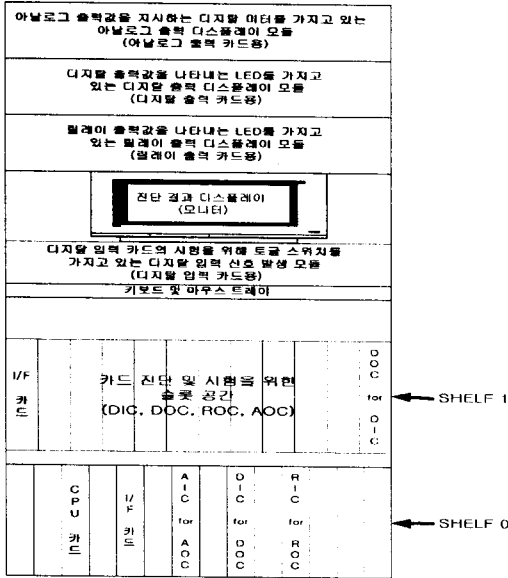 아날로그 출력값을 지시하는 디지탈 미터를 가지고 있는
아날로그 출력 디스플레이 모듈
(아날로그 출력 카드용)
디지탈 출력값을 나타내는 LED를 가지고
있는 디지탈 출력 디스플레이 모듈
(디지탈 출력 카드용)
릴레이 출력값을 나타내는 LED를 가지고
있는 릴레이 출력 디스플레이 모듈
(릴레이 출력 카드용)
진단 결과 디스플레이
(모니터)
디지탈 입력 카드의 시험을 위해 토글 스위치를
가지고 있는 디지탈 입력 신호 발생 모듈
(디지탈 입력 카드용)
키보드 및 마우스 트레이
I/F 카드
카드 진단 및 시험을 위한
슬롯 공간
(DIC, DOC, ROC, AOC)
DOC for DIC
SHELF 1
CPU 카드
I/F 카드
AIC for AOC
DIC for DOC
RIC for ROC
SHELF 0